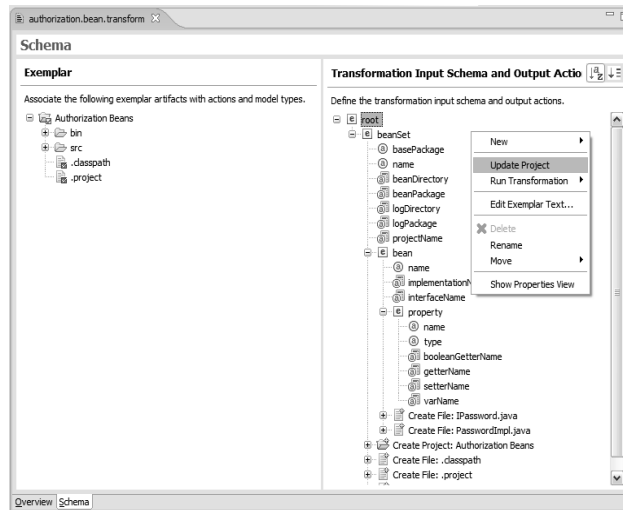 authorization.bean.transform
Schema
Exemplar
Associate the following exemplar artifacts with actions and model types.
Authorization Beans
bin
src
.classpath
.project
Transformation Input Schema and Output Actio
Define the transformation input schema and output actions.
root
beanSet
basePackage
name
beanDirectory
beanPackage
logDirectory
logPackage
projectName
bean
name
implementationN
interfaceName
property
name
type
booleanGetterName
getterName
setterName
varName
Create File: IPassword.java
Create File: PasswordImpl.java
Create Project: Authorization Beans
Create File: .classpath
Create File: .project
New
Update Project
Run Transformation
Edit Exemplar Text...
Delete
Rename
Move
Show Properties View
Overview Schema